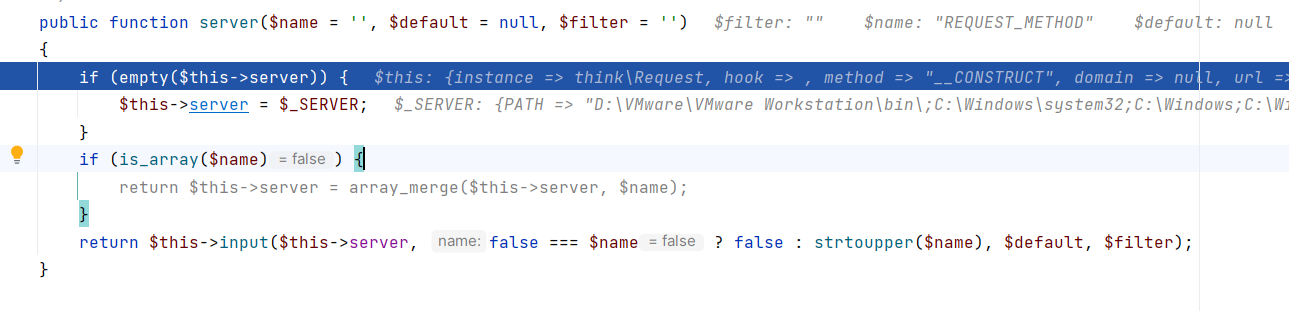 public function server($name = '', $default = null, $filter = '')   $filter: ""   $name: "REQUEST_METHOD"   $default: null
{
if (empty($this->server)) {   $this: {instance => think\Request, hook => , method => "__CONSTRUCT", domain => null, url =>
$this->server = $_SERVER;   $_SERVER: {PATH => "D:\VMware\VMware Workstation\bin\;C:\Windows\system32;C:\Windows;C:\Wi
}
if (is_array($name) = false ) {
return $this->server = array_merge($this->server, $name);
}
return $this->input($this->server, name: false === $name = false ? false : strtoupper($name), $default, $filter);
}